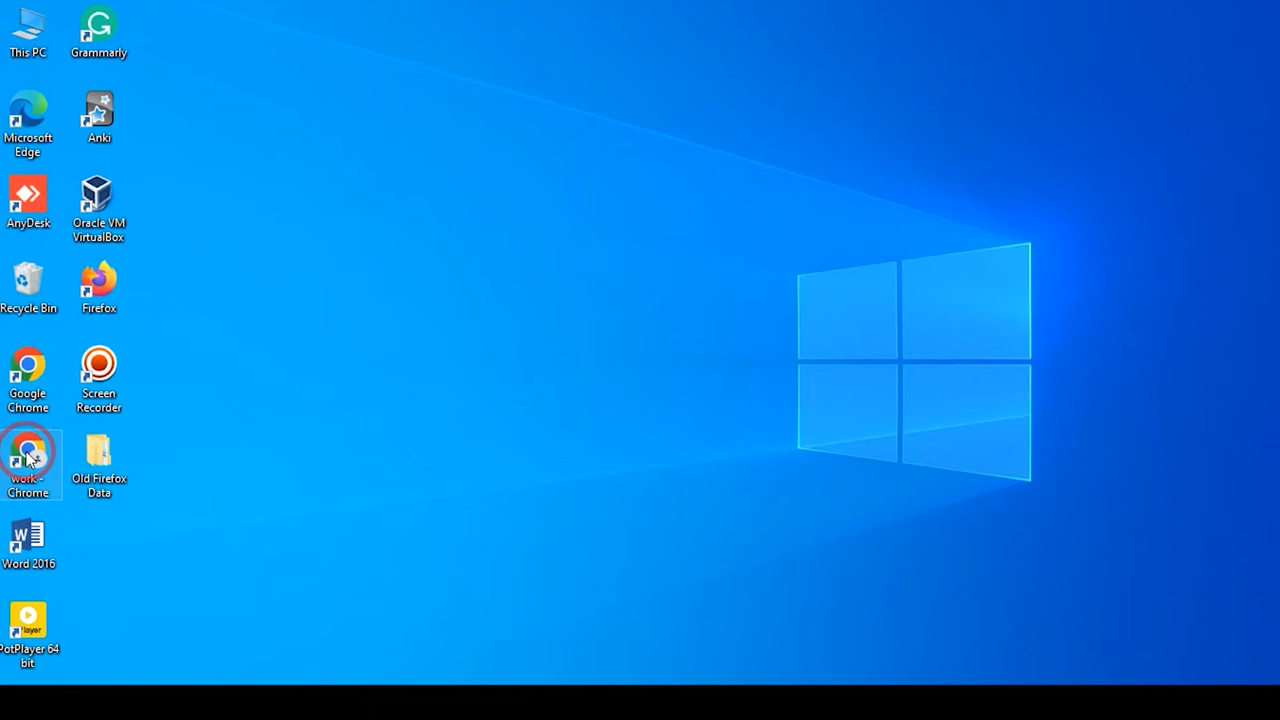 This PC
Grammarly
Microsoft
Edge
Anki
AnyDesk
Oracle VM
VirtualBox
Recycle Bin
Firefox
Google
Chrome
Screen
Recorder
work -
Chrome
Old Firefox
Data
Word 2016
Player
PotPlayer 64
bit